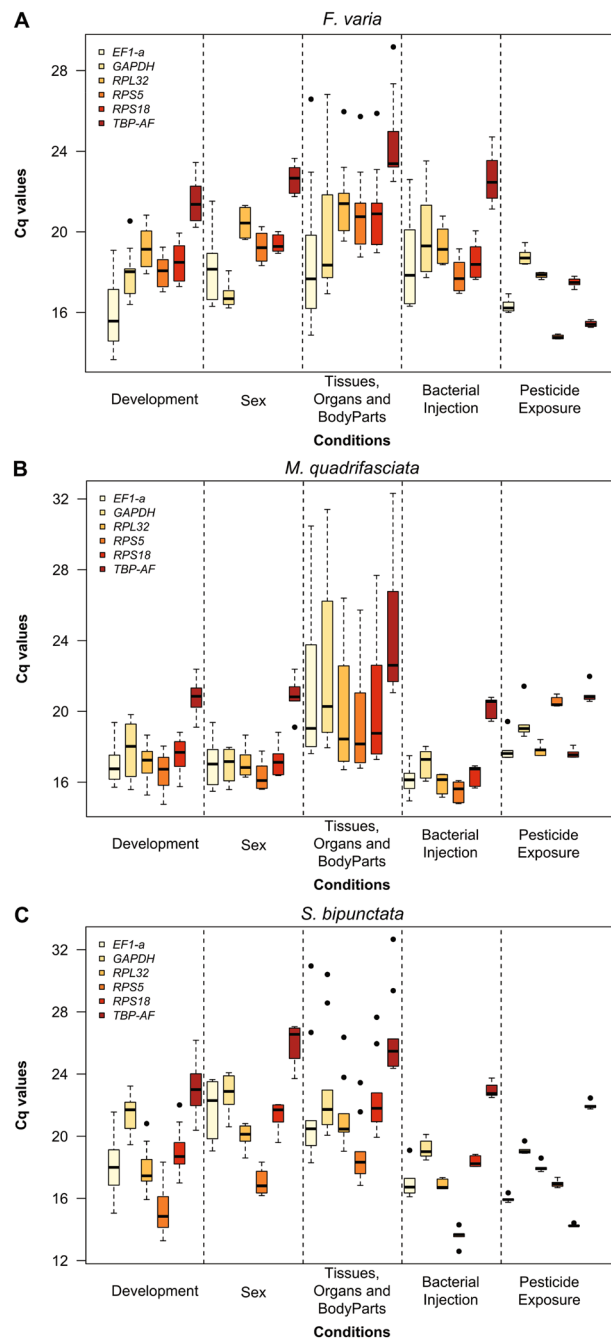 A
F. varia
EF1-a
GAPDH
RPL32
RPS5
RPS18
TBP-AF
Cq values
28
24
20
16
Development
Sex
Tissues,
Organs and
BodyParts
Bacterial
Injection
Pesticide
Exposure
Conditions
B
M. quadrifasciata
EF1-a
GAPDH
RPL32
RPS5
RPS18
TBP-AF
Cq values
32
28
24
20
16
Development
Sex
Tissues,
Organs and
BodyParts
Bacterial
Injection
Pesticide
Exposure
Conditions
C
S. bipunctata
EF1-a
GAPDH
RPL32
RPS5
RPS18
TBP-AF
Cq values
32
28
24
20
16
12
Development
Sex
Tissues,
Organs and
BodyParts
Bacterial
Injection
Pesticide
Exposure
Conditions